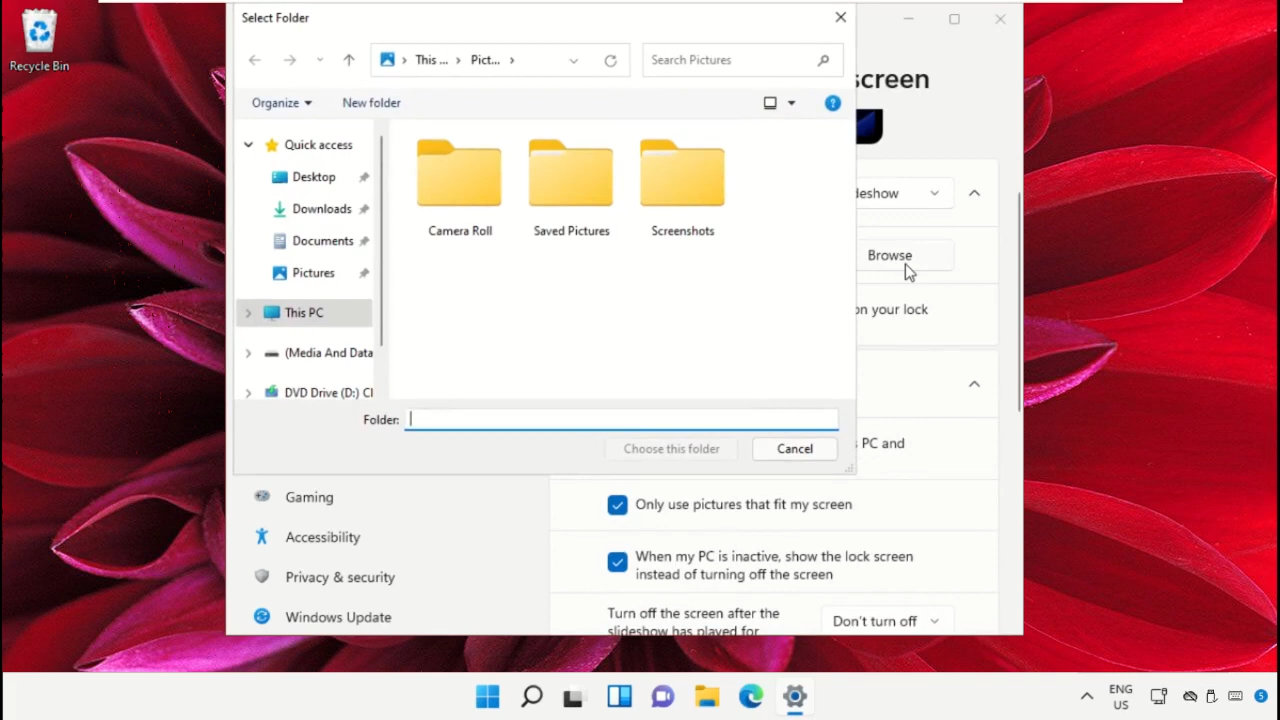 Recycle Bin
Select Folder
This ...
Pict...
Search Pictures
Organize
New folder
Quick access
Desktop
Downloads
Documents
Pictures
This PC
(Media And Data
DVD Drive (D:)
Camera Roll
Saved Pictures
Screenshots
Folder:
Choose this folder
Cancel
screen
Browse
on your lock
PC and
Gaming
Accessibility
Privacy & security
Windows Update
Only use pictures that fit my screen
When my PC is inactive, show the lock screen
instead of turning off the screen
Turn off the screen after the
slideshow has played for
Don't turn off
ENG
US
5